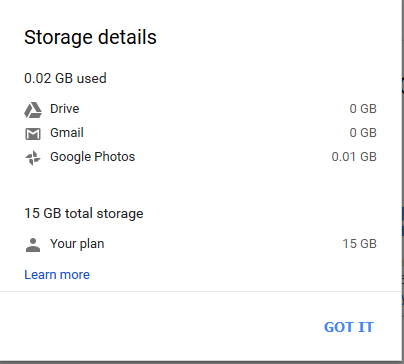 Storage details
0.02 GB used
Drive 0 GB
Gmail 0 GB
Google Photos 0.01 GB
15 GB total storage
Your plan 15 GB
Learn more
GOT IT